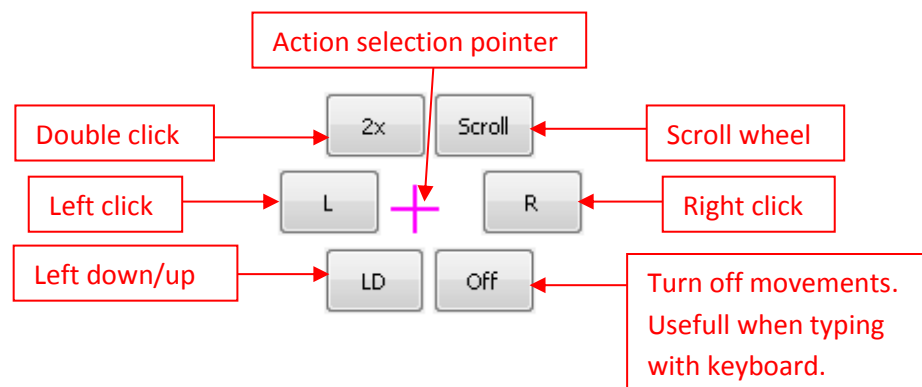 Action selection pointer
2x
Scroll
Double click
Scroll wheel
L
R
Left click
Right click
LD
Off
Left down/up
Turn off movements.
Usefull when typing
with keyboard.